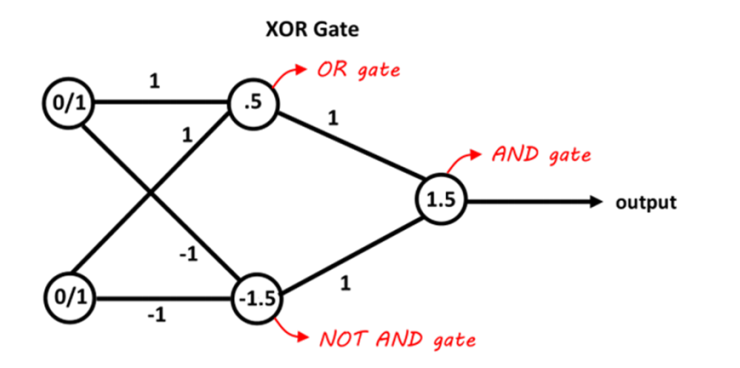 XOR Gate
OR gate
1
0/1
.5
1
1
AND gate
1.5
output
-1
1
0/1
-1.5
-1
NOT AND gate